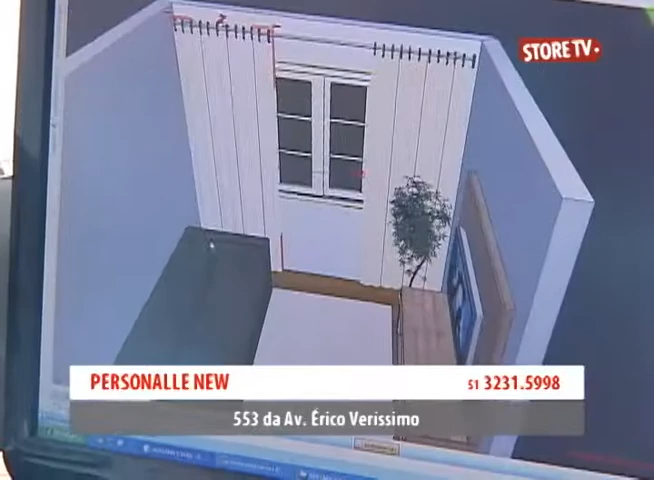 STORE TV
PERSONALLE NEW
51 3231.5998
553 da Av. Érico Verissimo